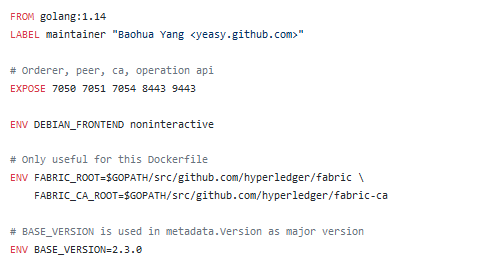 FROM golang:1.14
LABEL maintainer "Baohua Yang <yeasy.github.com>"
# Orderer, peer, ca, operation api
EXPOSE 7050 7051 7054 8443 9443
ENV DEBIAN_FRONTEND noninteractive
# Only useful for this Dockerfile
ENV FABRIC_ROOT=$GOPATH/src/github.com/hyperledger/fabric \
    FABRIC_CA_ROOT=$GOPATH/src/github.com/hyperledger/fabric-ca
# BASE_VERSION is used in metadata.Version as major version
ENV BASE_VERSION=2.3.0